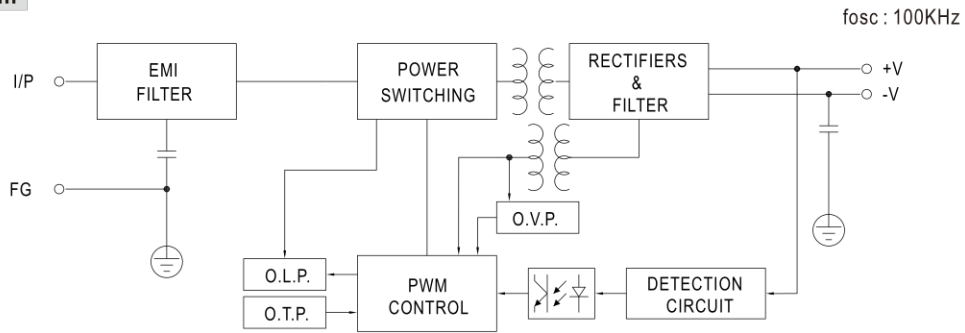 fosc : 100KHz
I/P
EMI
FILTER
POWER
SWITCHING
RECTIFIERS
&
FILTER
+V
-V
FG
O.V.P.
O.L.P.
O.T.P.
PWM
CONTROL
DETECTION
CIRCUIT